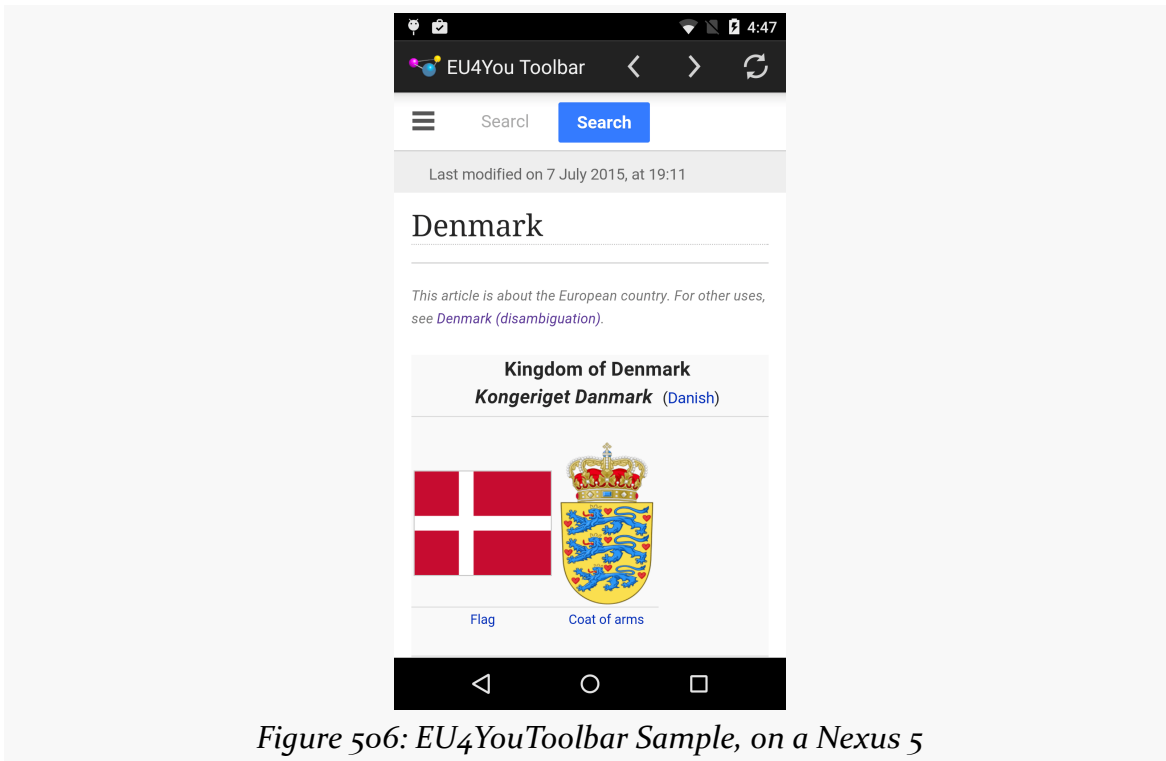 4:47
EU4You Toolbar
Searcl
Search
Last modified on 7 July 2015, at 19:11
Denmark
This article is about the European country. For other uses,
see Denmark (disambiguation).
Kingdom of Denmark
Kongeriget Danmark (Danish)
Flag Coat of arms
Figure 506: EU4YouToolbar Sample, on a Nexus 5